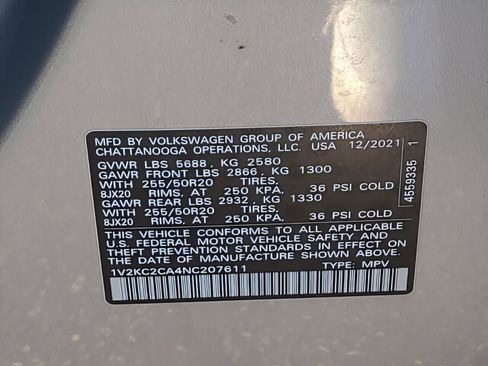 MFD. BY VOLKSWAGEN GROUP OF AMERICA
CHATTANOOGA OPERATIONS, LLC. USA 12/2021
GVWR LBS 5688, KG 2580
GAWR FRONT LBS 2866, KG 1300
WITH 255/50R20 TIRES,
8JX20 RIMS, AT 250 KPA, 36 PSI COLD
GAWR REAR LBS 2932, KG 1330
WITH 255/50R20 TIRES,
8JX20 RIMS, AT 250 KPA, 36 PSI COLD
THIS VEHICLE CONFORMS TO ALL APPLICABLE
U.S. FEDERAL MOTOR VEHICLE SAFETY AND
THEFT PREVENTION STANDARDS IN EFFECT ON
THE DATE OF MANUFACTURE SHOWN ABOVE.
1V2KC2CA4NC207611 TYPE: MPV
4659335 1